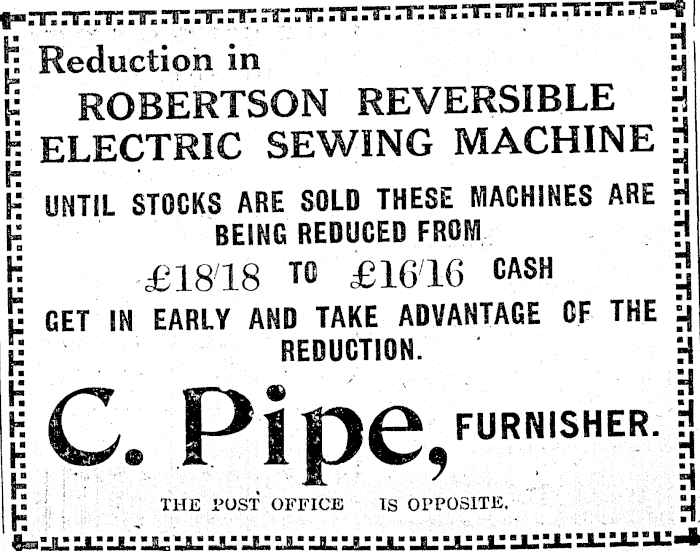 Reduction in
ROBERTSON REVERSIBLE
ELECTRIC SEWING MACHINE
UNTIL STOCKS ARE SOLD THESE MACHINES ARE
BEING REDUCED FROM
£18/18 TO £16/16 CASH
GET IN EARLY AND TAKE ADVANTAGE OF THE
REDUCTION.
C. Pipe, FURNISHER.
THE POST OFFICE IS OPPOSITE.